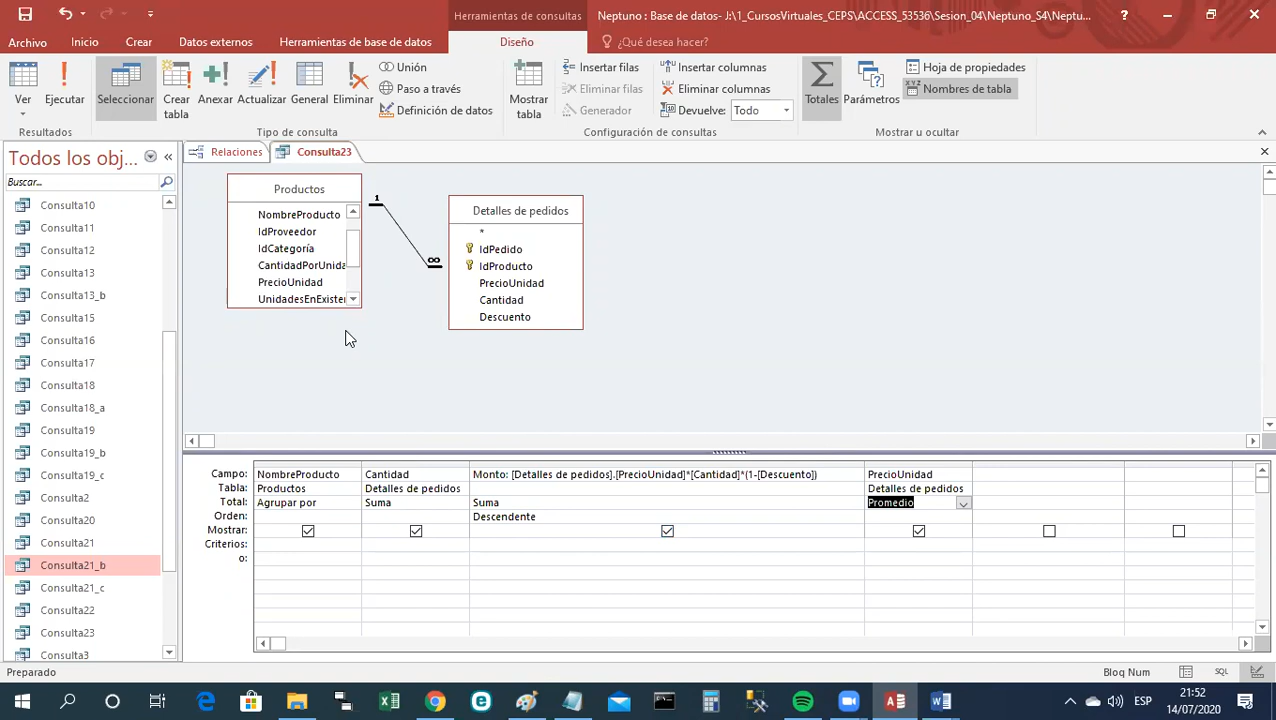 Herramientas de consultas
Neptuno : Base de datos- J:\1_CursosVirtuales_CEPS\ACCESS_53536\Sesion_04\Neptuno_S4\Neptu...
?
Archivo
Inicio
Crear
Datos externos
Herramientas de base de datos
Diseño
¿Qué desea hacer?
Ver
Ejecutar
Seleccionar
Crear tabla
Anexar
Actualizar
General
Eliminar
Unión
Paso a través
Definición de datos
Mostrar tabla
Insertar filas
Eliminar filas
Generador
Insertar columnas
Eliminar columnas
Devuelve: Todo
Totales
Parámetros
Hoja de propiedades
XYZ Nombres de tabla
Resultados
Tipo de consulta
Configuración de consultas
Mostrar u ocultar
Todos los obj...
Buscar...
Consulta10
Consulta11
Consulta12
Consulta13
Consulta13_b
Consulta15
Consulta16
Consulta17
Consulta18
Consulta18_a
Consulta19
Consulta19_b
Consulta19_c
Consulta2
Consulta20
Consulta21
Consulta21_b
Consulta21_c
Consulta22
Consulta23
Consulta3
Relaciones
Consulta23
Productos
NombreProducto
IdProveedor
IdCategoría
CantidadPorUnida
PrecioUnidad
UnidadesEnExister
1
∞
Detalles de pedidos
*
IdPedido
IdProducto
PrecioUnidad
Cantidad
Descuento
Campo: NombreProducto Cantidad Monto: [Detalles de pedidos].[PrecioUnidad]*[Cantidad]*(1-[Descuento]) PrecioUnidad
Tabla: Productos Detalles de pedidos Detalles de pedidos
Total: Agrupar por Suma Suma Promedio
Orden: Descendente
Mostrar:
Criterios:
o:
Preparado
Bloq Num
SQL
ESP
21:52
14/07/2020